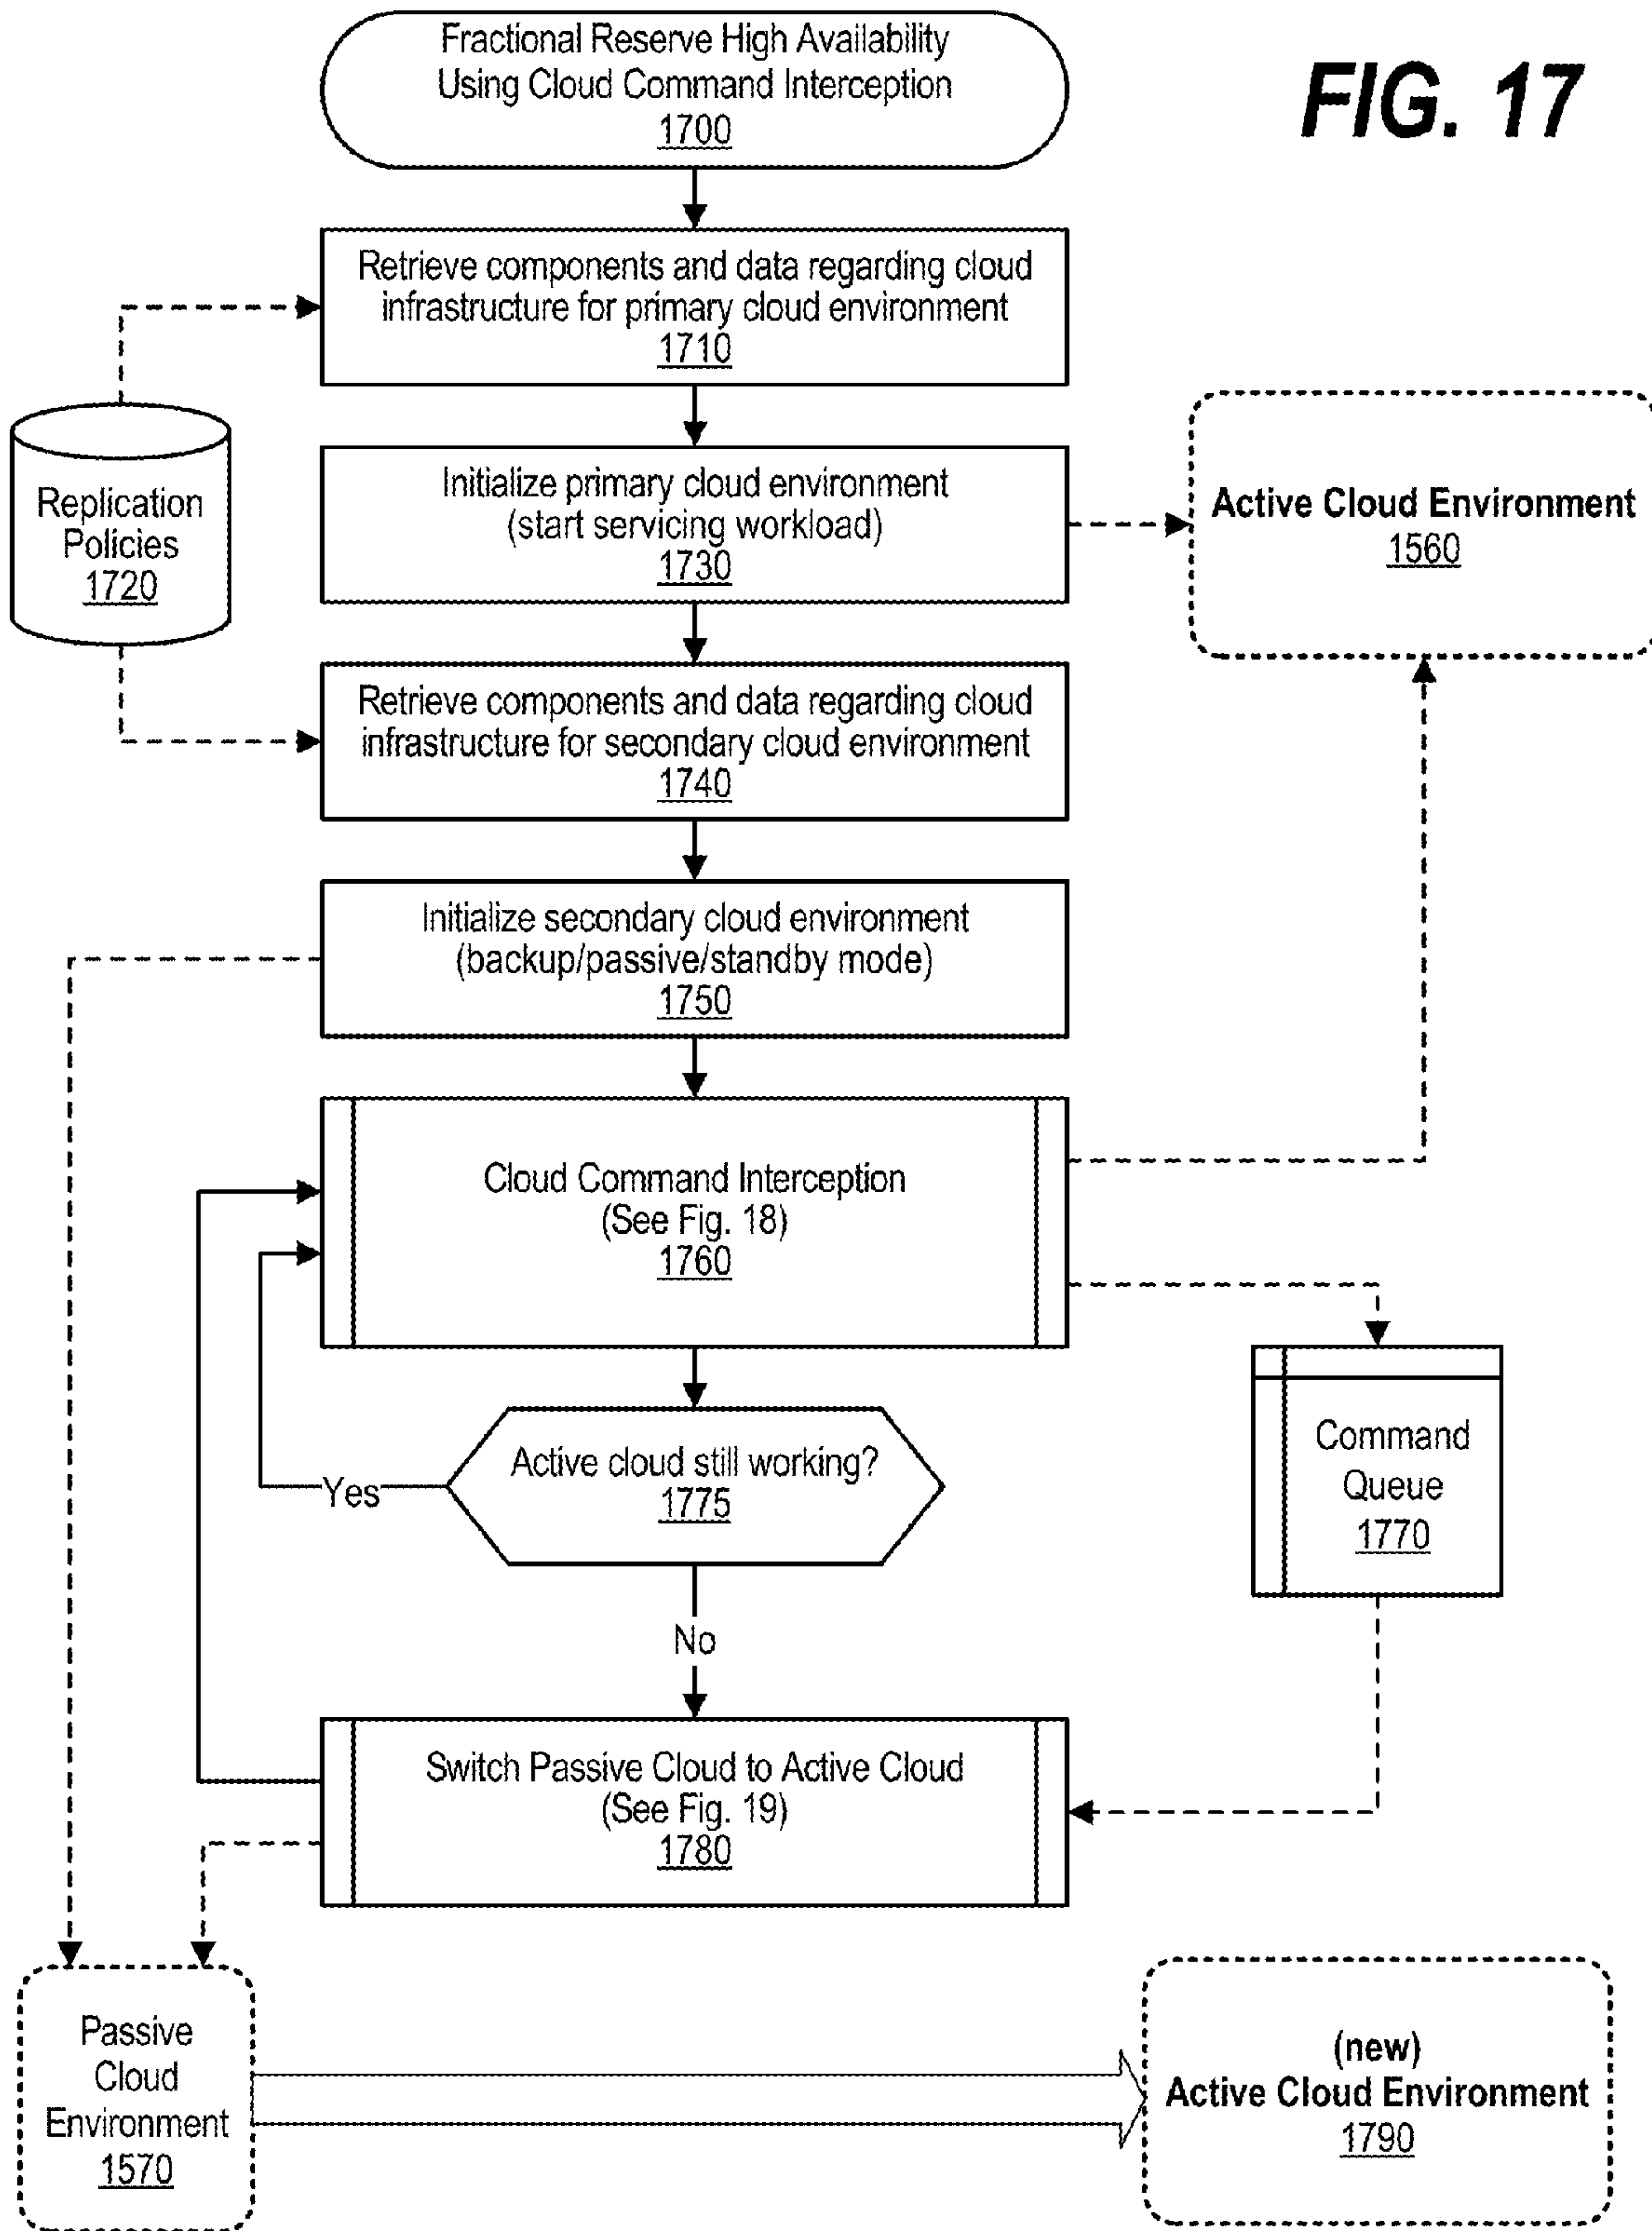 Fractional Reserve High Availability
Using Cloud Command Interception
1700
FIG. 17
Retrieve components and data regarding cloud
infrastructure for primary cloud environment
1710
Replication
Policies
1720
Initialize primary cloud environment
(start servicing workload)
1730
Active Cloud Environment
1560
Retrieve components and data regarding cloud
infrastructure for secondary cloud environment
1740
Initialize secondary cloud environment
(backup/passive/standby mode)
1750
Cloud Command Interception
(See Fig. 18)
1760
Active cloud still working?
1775
Yes
No
Command
Queue
1770
Switch Passive Cloud to Active Cloud
(See Fig. 19)
1780
Passive
Cloud
Environment
1570
(new)
Active Cloud Environment
1790